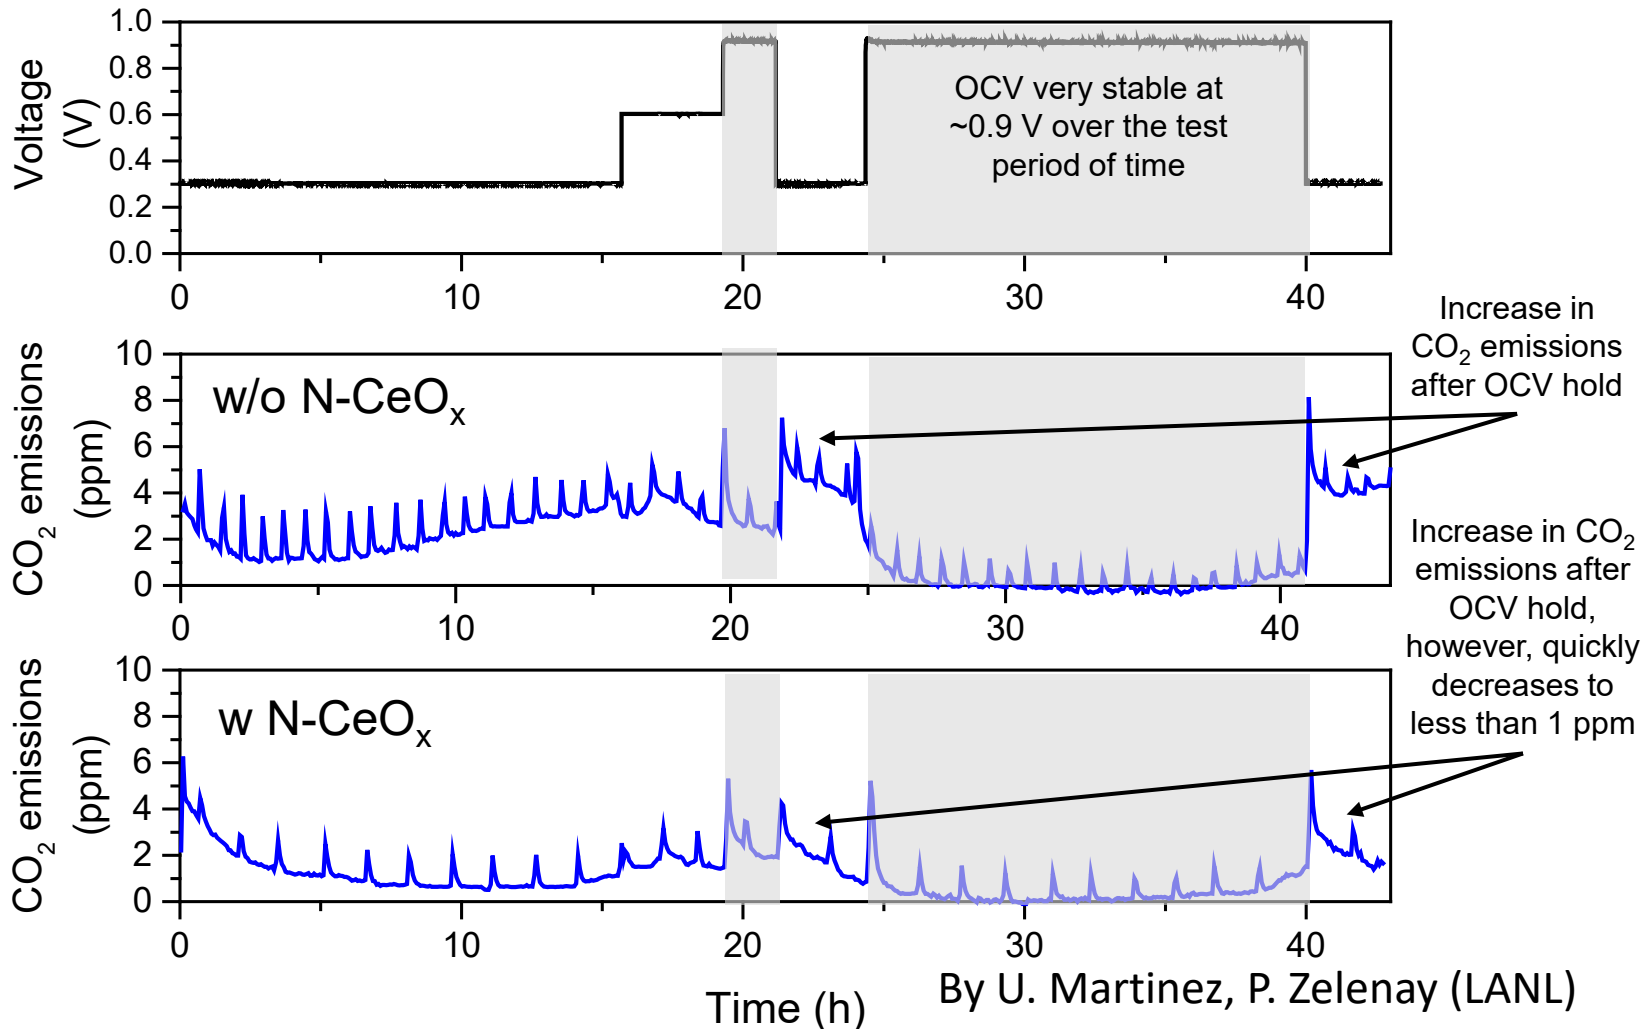 Voltage
(V)
1.0
0.8
0.6
0.4
0.2
0.0
OCV very stable at
~0.9 V over the test
period of time
0
10
20
30
40
CO₂ emissions
(ppm)
10
8
6
4
2
0
w/o N-CeOₓ
0
10
20
30
40
Increase in
CO₂ emissions
after OCV hold
CO₂ emissions
(ppm)
10
8
6
4
2
0
w N-CeOₓ
0
10
20
30
40
Increase in CO₂
emissions after
OCV hold,
however, quickly
decreases to
less than 1 ppm
Time (h)
By U. Martinez, P. Zelenay (LANL)